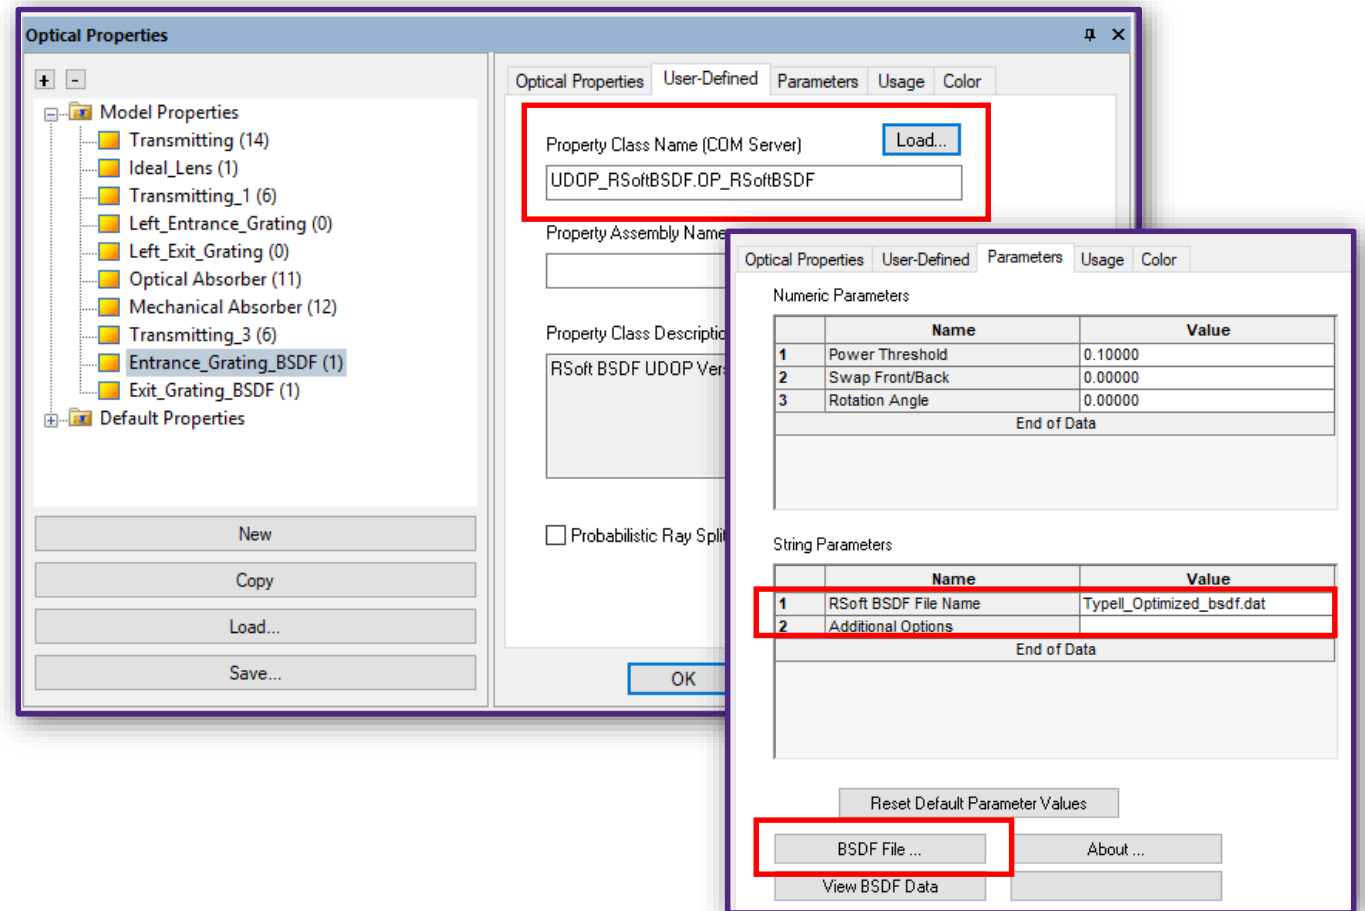 Optical Properties
+ -
Model Properties
Transmitting (14)
Ideal_Lens (1)
Transmitting_1 (6)
Left_Entrance_Grating (0)
Left_Exit_Grating (0)
Optical Absorber (11)
Mechanical Absorber (12)
Transmitting_3 (6)
Entrance_Grating_BSDF (1)
Exit_Grating_BSDF (1)
Default Properties
New
Copy
Load...
Save...
Optical Properties User-Defined Parameters Usage Color
Property Class Name (COM Server) Load...
UDOP_RSoftBSDF.OP_RSoftBSDF
Property Assembly Name
Property Class Descriptio
RSoft BSDF UDOP Ver
Probabilistic Ray Split
OK
Optical Properties User-Defined Parameters Usage Color
Numeric Parameters
Name Value
1 Power Threshold 0.10000
2 Swap Front/Back 0.00000
3 Rotation Angle 0.00000
End of Data
String Parameters
Name Value
1 RSoft BSDF File Name TypeII_Optimized_bsdf.dat
2 Additional Options
End of Data
Reset Default Parameter Values
BSDF File ... About ...
View BSDF Data